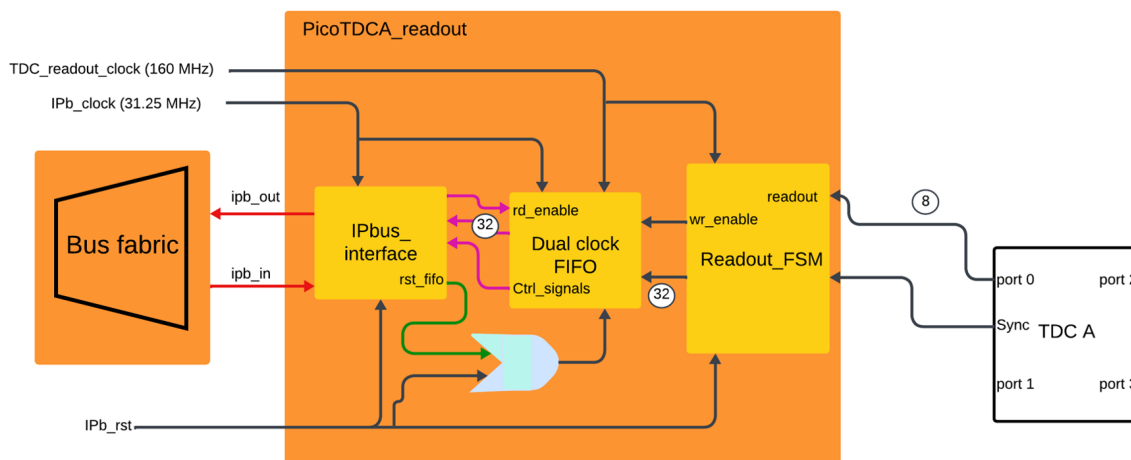 PicoTDCA_readout
TDC_readout_clock (160 MHz)
IPb_clock (31.25 MHz)
ipb_out
Bus fabric
ipb_in
IPbus_
interface
rst_fifo
32
rd_enable
Dual clock
FIFO
Ctrl_signals
wr_enable
32
readout
Readout_FSM
8
port 0
port 2
Sync
TDC A
port 1
port 3
IPb_rst